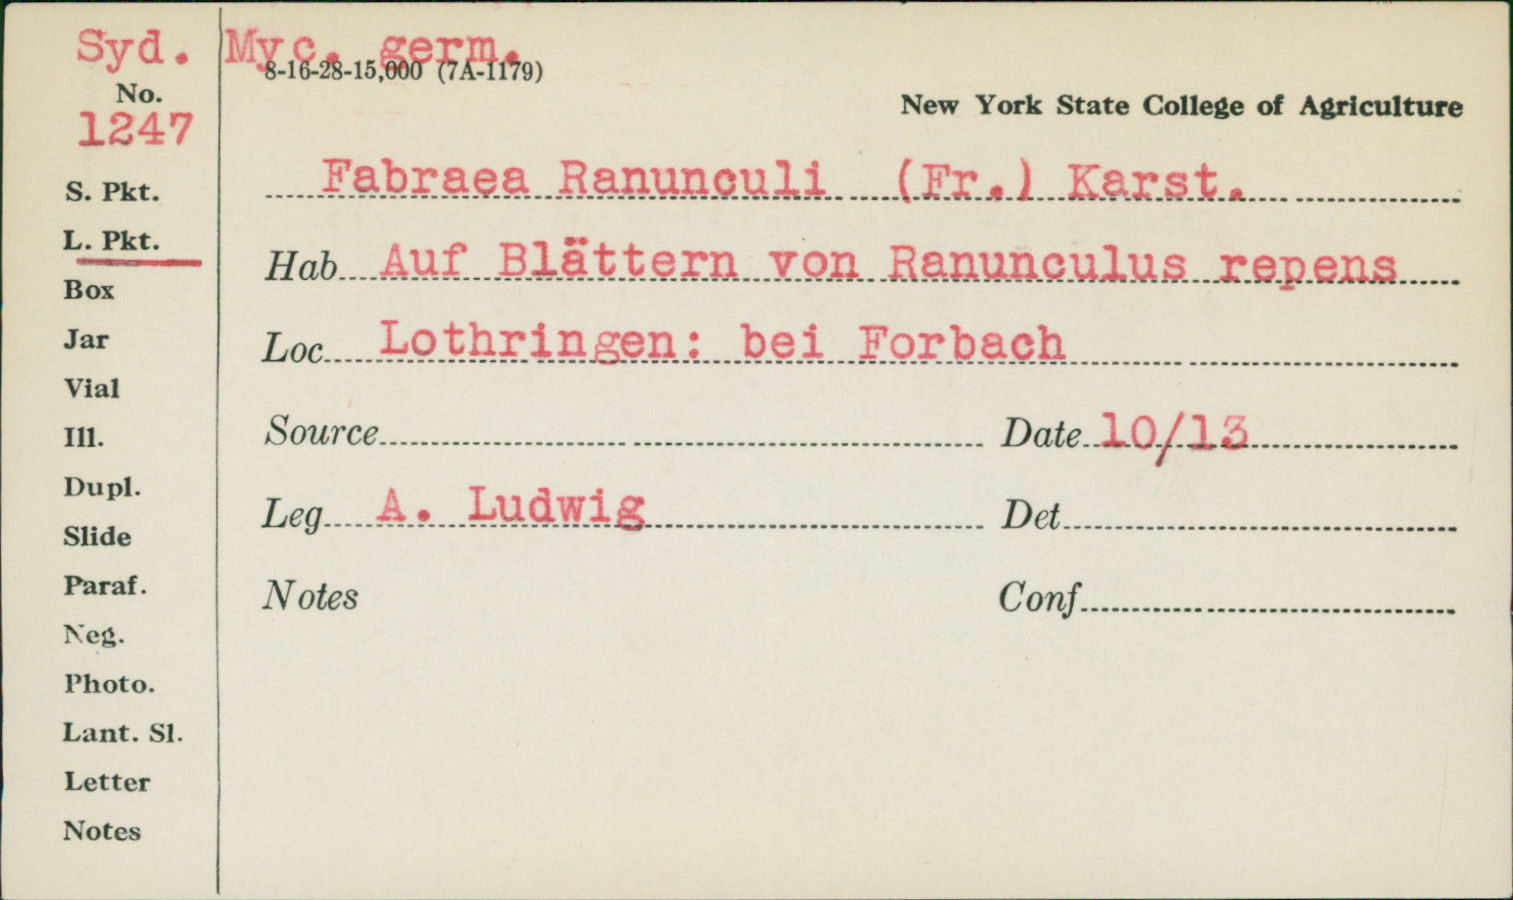 Syd. Myc. germ.
8-16-28-15,000 (7A-1179)
No.
1247
New York State College of Agriculture
S. Pkt.
Fabraea Ranunculi (Fr.) Karst.
L. Pkt.
Hab. Auf Blättern von Ranunculus repens
Box
Jar
Loc. Lothringen: bei Forbach
Vial
Ill.
Source Date 10/13
Dupl.
Leg. A. Ludwig Det.
Slide
Paraf.
Notes Conf.
Neg.
Photo.
Lant. Sl.
Letter
Notes